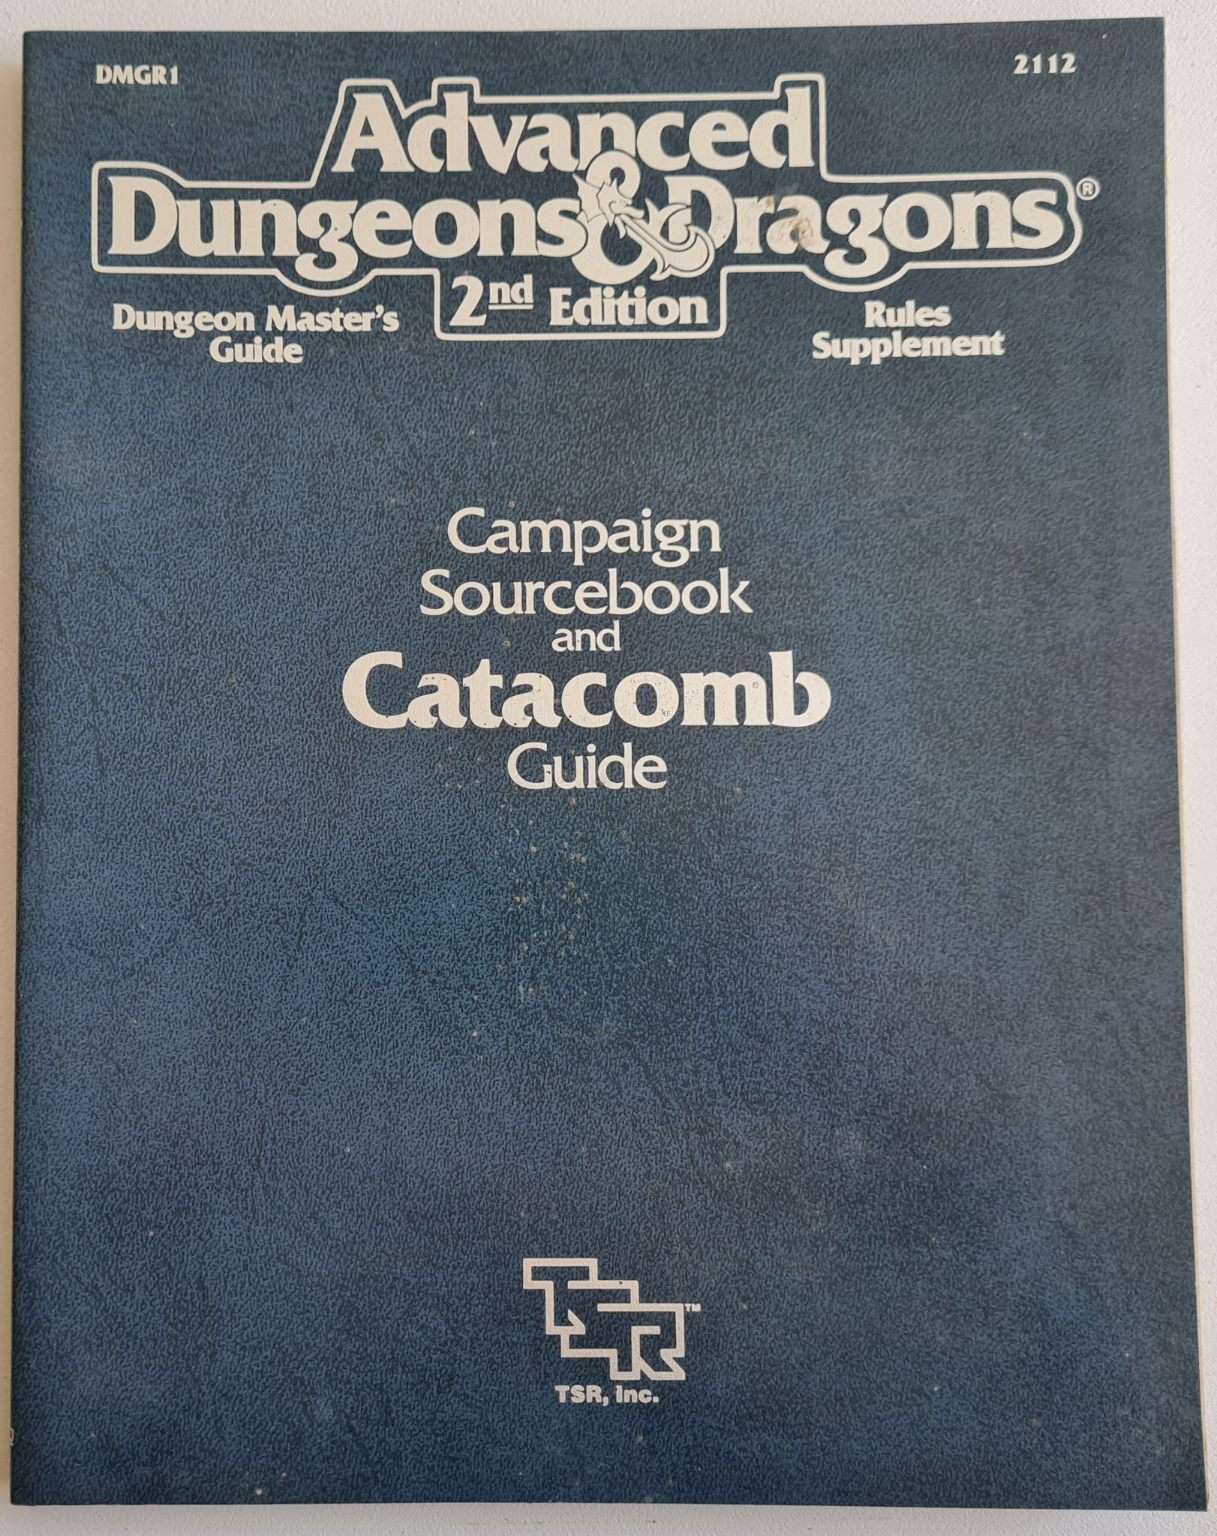 DMGR1
2112
Advanced
Dungeons & Dragons®
2nd Edition
Dungeon Master's
Guide
Rules
Supplement
Campaign
Sourcebook
and
Catacomb
Guide
TSR™
TSR, Inc.